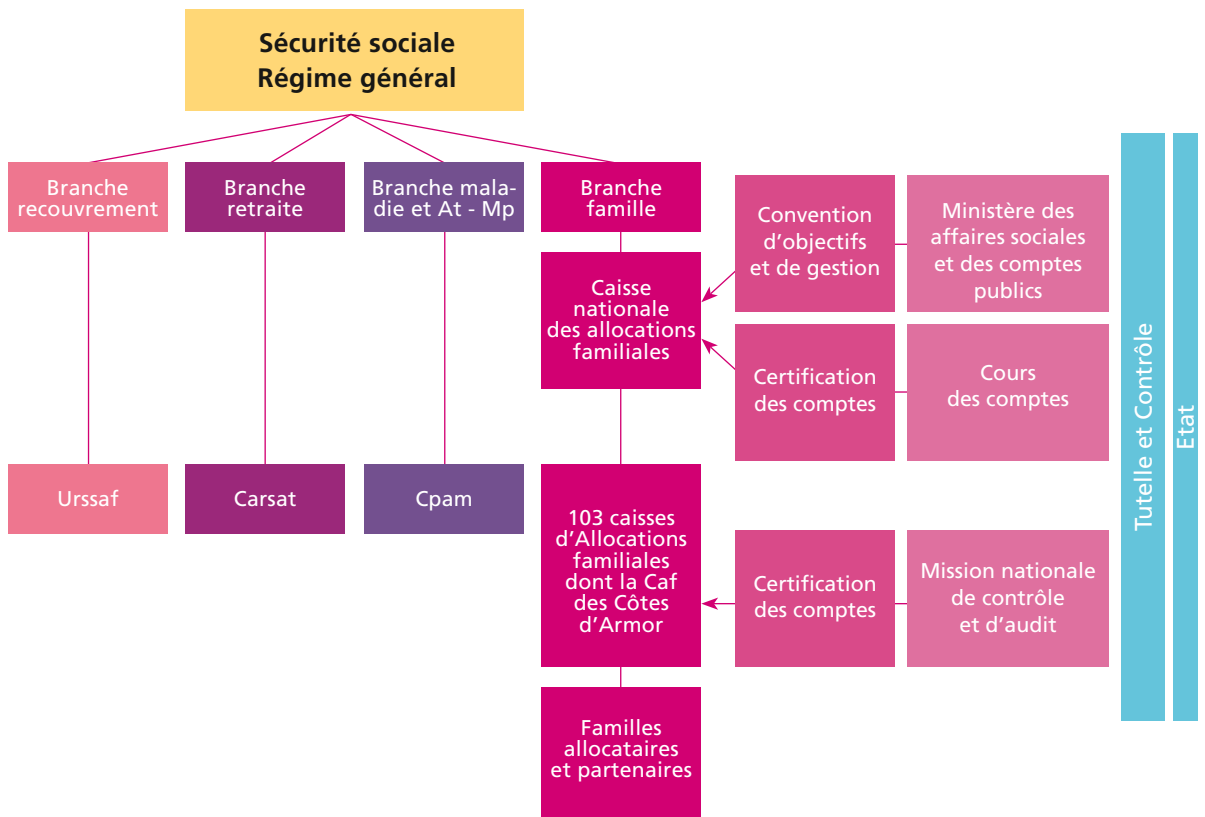 Sécurité sociale
Régime général
Branche
recouvrement
Branche
retraite
Branche mala-
die et At - Mp
Branche
famille
Convention
d'objectifs
et de gestion
Ministère des
affaires sociales
et des comptes
publics
Caisse
nationale
des allocations
familiales
Certification
des comptes
Cours
des comptes
Urssaf
Carsat
Cpam
103 caisses
d'Allocations
familiales
dont la Caf
des Côtes
d'Armor
Certification
des comptes
Mission nationale
de contrôle
et d'audit
Familles
allocataires
et partenaires
Tutelle et Contrôle
Etat